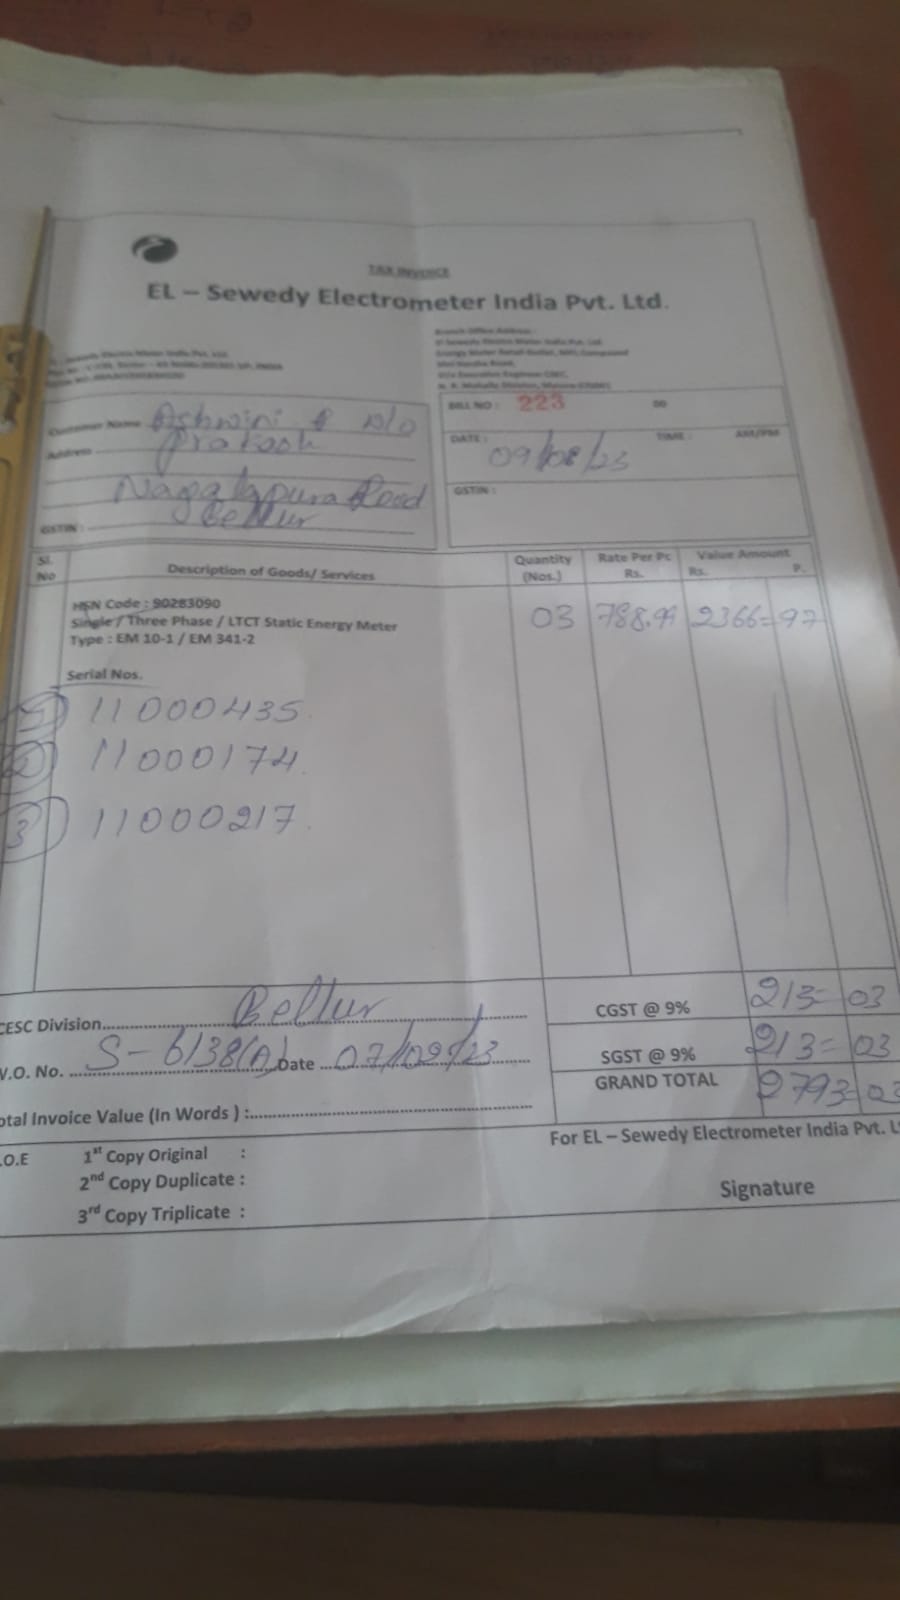 TAX INVOICE
EL – Sewedy Electrometer India Pvt. Ltd.
Branch Office Address :
BILL NO : 223
Customer Name Ashwini
Address Prakash
DATE : 09/08/23 TIME : AM/PM
Nagalapura Road
Bellur
GSTIN :
GSTIN :
Sl. No Description of Goods/ Services Quantity (Nos.) Rate Per Pc Rs. Value Amount Rs. P.
HSN Code : 90283090
Single / Three Phase / LTCT Static Energy Meter 03 788.99 2366=97
Type : EM 10-1 / EM 341-2
Serial Nos.
1) 11000435
2) 11000174
3) 11000217
CESC Division Bellur CGST @ 9% 213=03
W.O. No. S-6138(A) Date 07/02/23 SGST @ 9% 213=03
GRAND TOTAL 2793=03
otal Invoice Value (In Words ) :
For EL – Sewedy Electrometer India Pvt. L
.O.E 1st Copy Original :
2nd Copy Duplicate :
3rd Copy Triplicate :
Signature